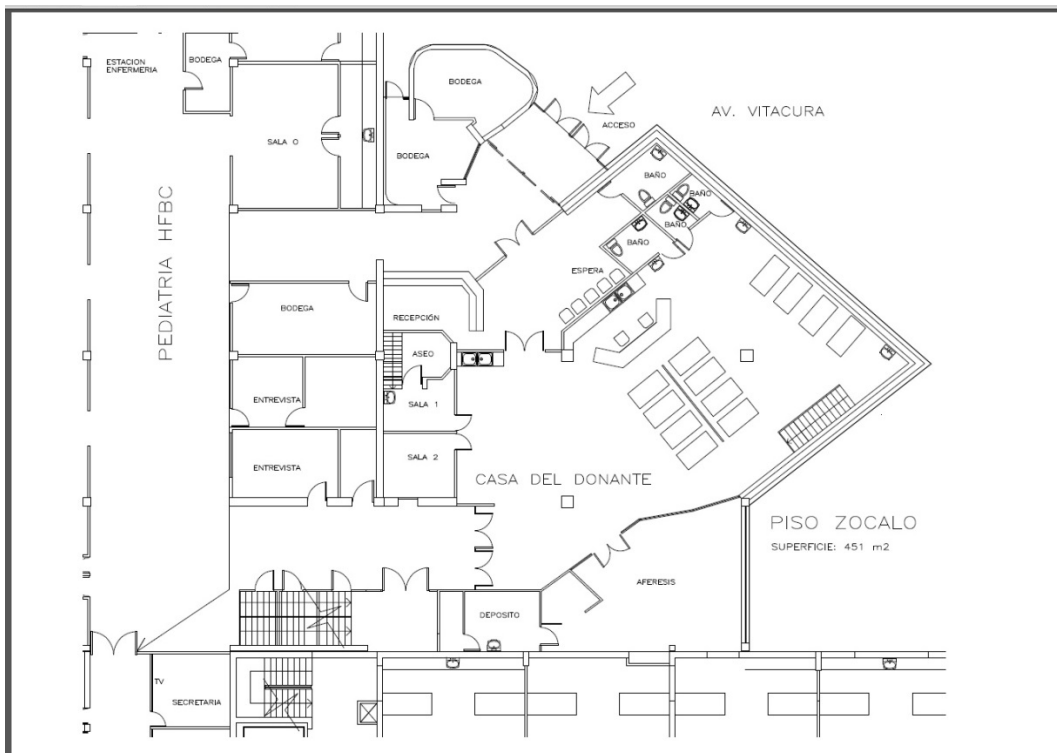 ESTACION
ENFERMERIA
BODEGA
BODEGA
SALA O
BODEGA
ACCESO
AV. VITACURA
PEDIATRIA HFBC
BAÑO
BAÑO
BAÑO
BAÑO
ESPERA
BODEGA
RECEPCIÓN
ASEO
ENTREVISTA
SALA 1
ENTREVISTA
SALA 2
CASA DEL DONANTE
PISO ZOCALO
SUPERFICIE: 451 m2
AFERESIS
DEPOSITO
TV
SECRETARIA